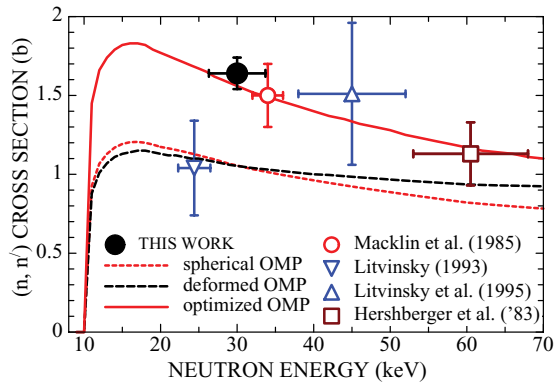 (n, n′) CROSS SECTION (b)
2
1.5
1
0.5
0
THIS WORK
spherical OMP
deformed OMP
optimized OMP
Macklin et al. (1985)
Litvinsky (1993)
Litvinsky et al. (1995)
Hershberger et al. (’83)
10 20 30 40 50 60 70
NEUTRON ENERGY (keV)